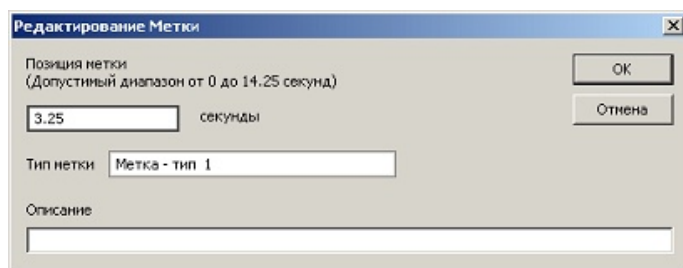 Редактирование Метки
Позиция метки
(Допустимый диапазон от 0 до 14.25 секунд)
OK
3.25 секунды
Отмена
Тип метки Метка - тип 1
Описание